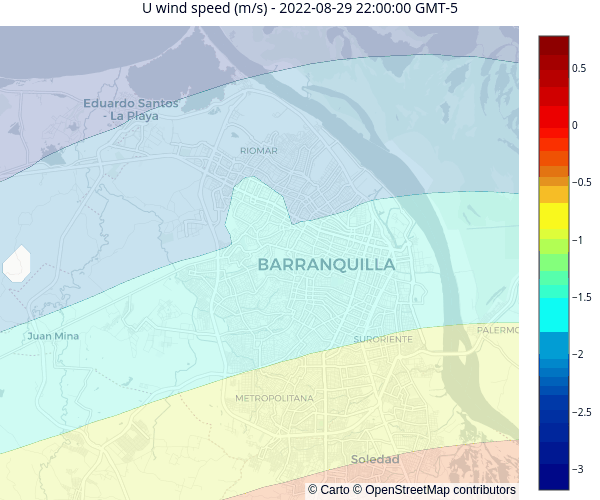 U wind speed (m/s) - 2022-08-29 22:00:00 GMT-5
Eduardo Santos
- La Playa
RIOMAR
BARRANQUILLA
Juan Mina
SURORIENTE
PALERMO
METROPOLITANA
Soledad
© Carto © OpenStreetMap contributors
0.5
0
−0.5
−1
−1.5
−2
−2.5
−3